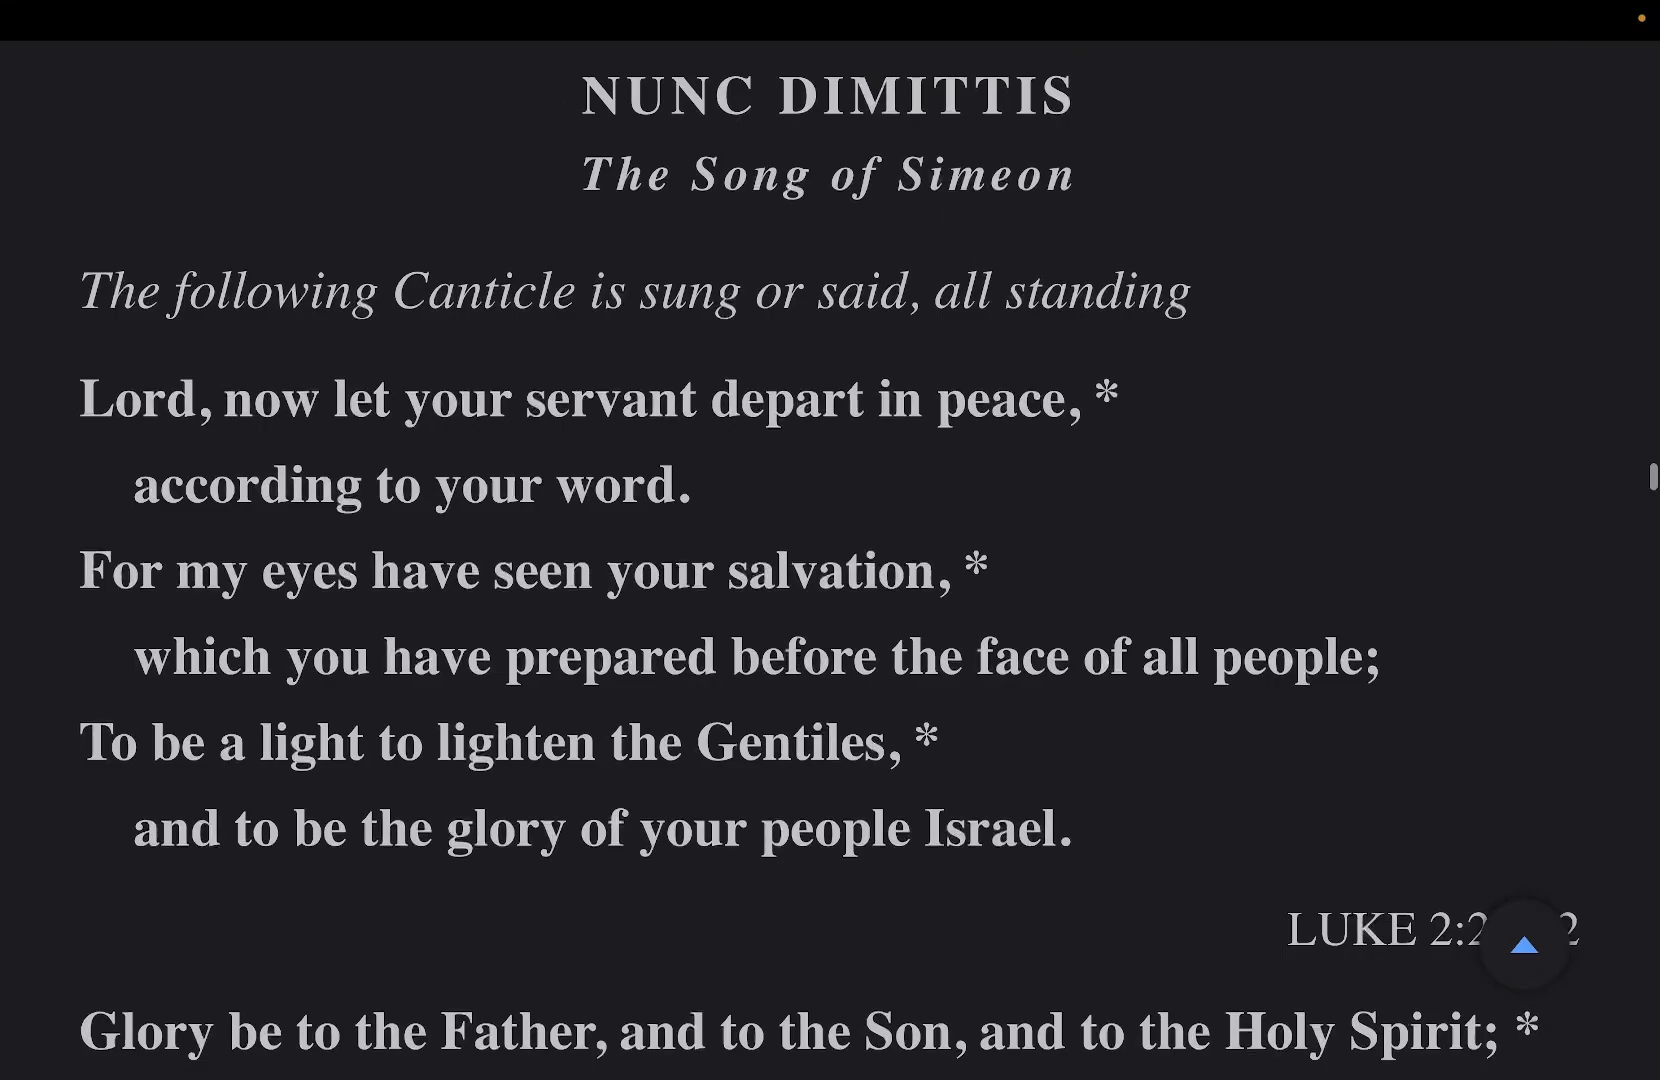 NUNC DIMITTIS
The Song of Simeon
The following Canticle is sung or said, all standing
Lord, now let your servant depart in peace, *
according to your word.
For my eyes have seen your salvation, *
which you have prepared before the face of all people;
To be a light to lighten the Gentiles, *
and to be the glory of your people Israel.
LUKE
Glory be to the Father, and to the Son, and to the Holy Spirit; *